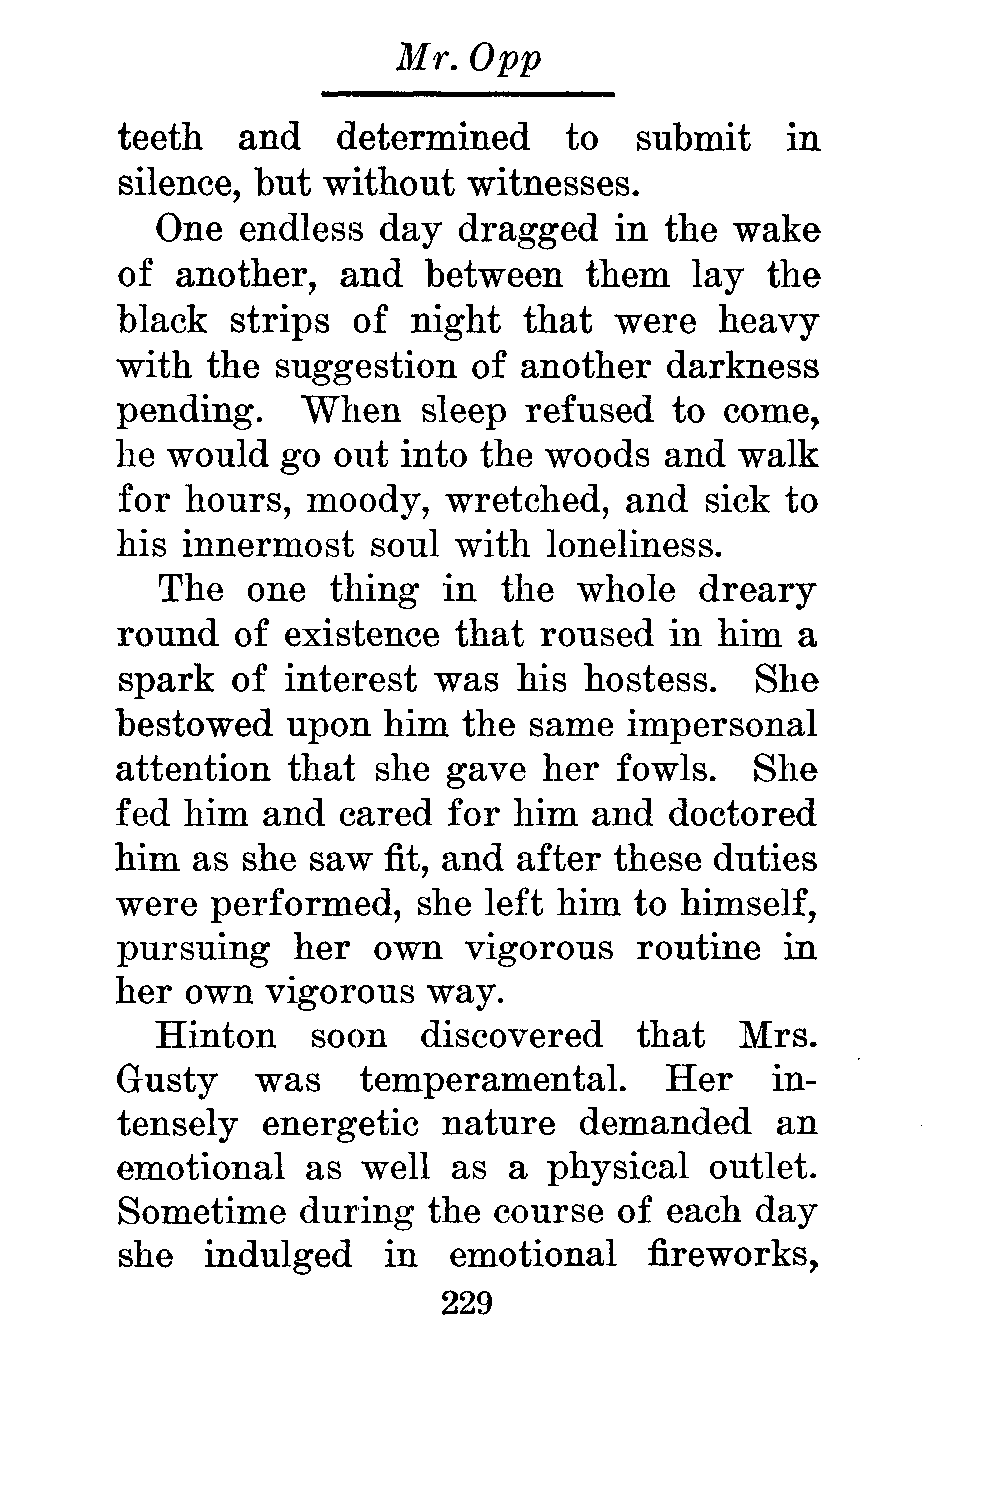 Mr. Opp
teeth and determined to submit in
silence, but without witnesses.
One endless day dragged in the wake
of another, and between them lay the
black strips of night that were heavy
with the suggestion of another darkness
pending. When sleep refused to come,
he would go out into the woods and walk
for hours, moody, wretched, and sick to
his innermost soul with loneliness.
The one thing in the whole dreary
round of existence that roused in him a
spark of interest was his hostess. She
bestowed upon him the same impersonal
attention that she gave her fowls. She
fed him and cared for him and doctored
him as she saw fit, and after these duties
were performed, she left him to himself,
pursuing her own vigorous routine in
her own vigorous way.
Hinton soon discovered that Mrs.
Gusty was temperamental. Her in-
tensely energetic nature demanded an
emotional as well as a physical outlet.
Sometime during the course of each day
she indulged in emotional fireworks,
229